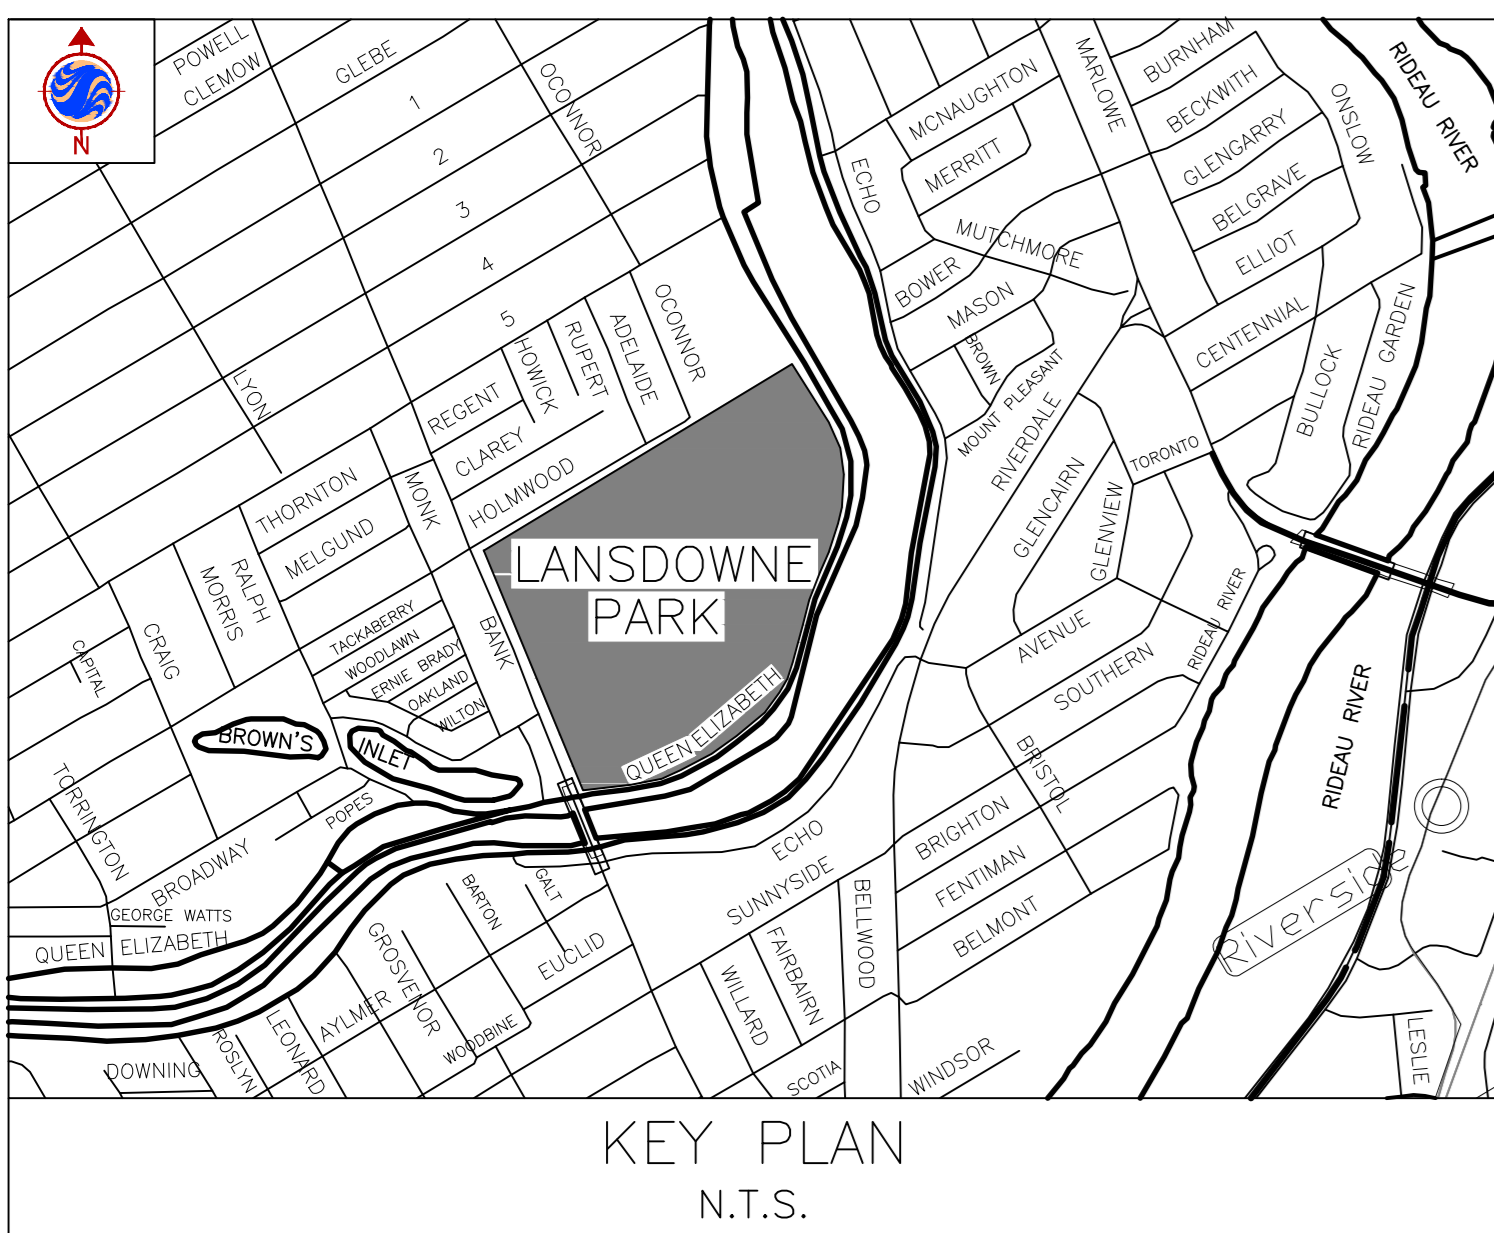 POWELL
CLEMOW
GLEBE
1
2
3
4
5
OCONNOR
OCONNOR
N
LYON
HOWICK
RUPERT
ADELAIDE
REGENT
CLAREY
HOLMWOOD
MONK
THORNTON
MELGUND
RALPH
MORRIS
CRAIG
CAPITAL
TACKABERRY
WOODLAWN
ERNIE BRADY
OAKLAND
WILTON
BANK
LANSDOWNE
PARK
QUEEN ELIZABETH
BROWN'S
INLET
TORRINGTON
POPES
BROADWAY
GEORGE WATTS
QUEEN ELIZABETH
DOWNING
ROSLYN
LEONARD
AYLMER
GROSVENOR
BARTON
GALT
EUCLID
WOODBINE
ECHO
SUNNYSIDE
WILLARD
FAIRBAIRN
BELLWOOD
SCOTIA
WINDSOR
BRIGHTON
FENTIMAN
BELMONT
BRISTOL
AVENUE
SOUTHERN
RIDEAU RIVER
ECHO
MCNAUGHTON
MERRITT
MUTCHMORE
BOWER
MASON
BROWN
MOUNT PLEASANT
RIVERDALE
GLENCAIRN
GLENVIEW
TORONTO
MARLOWE
BURNHAM
BECKWITH
GLENGARRY
BELGRAVE
ELLIOT
ONSLOW
CENTENNIAL
BULLOCK
RIDEAU GARDEN
RIDEAU RIVER
RIDEAU RIVER
Riverside
LESLIE
KEY PLAN
N.T.S.